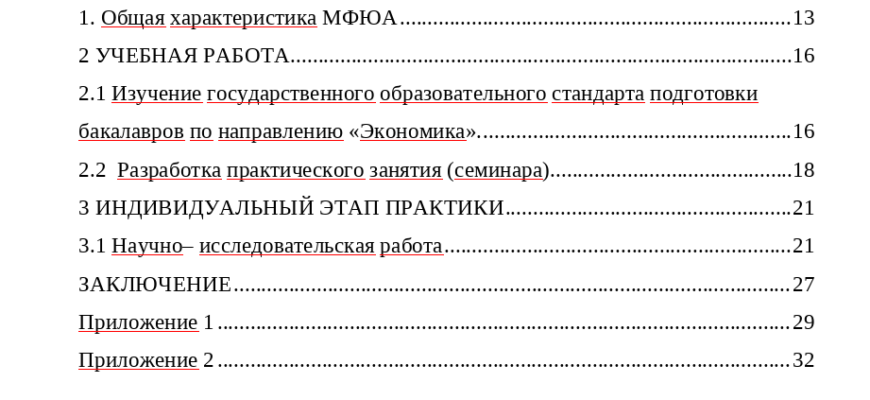 1. Общая характеристика МФЮА..........................................................................13
2 УЧЕБНАЯ РАБОТА.............................................................................................16
2.1 Изучение государственного образовательного стандарта подготовки
бакалавров по направлению «Экономика»..........................................................16
2.2  Разработка практического занятия (семинара).............................................18
3 ИНДИВИДУАЛЬНЫЙ ЭТАП ПРАКТИКИ.....................................................21
3.1 Научно– исследовательская работа................................................................21
ЗАКЛЮЧЕНИЕ........................................................................................................27
Приложение 1...........................................................................................................29
Приложение 2...........................................................................................................32